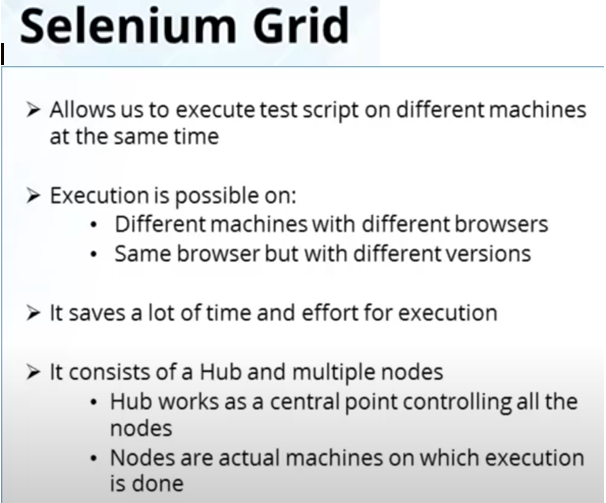 Selenium Grid
➢ Allows us to execute test script on different machines
at the same time
➢ Execution is possible on:
• Different machines with different browsers
• Same browser but with different versions
➢ It saves a lot of time and effort for execution
➢ It consists of a Hub and multiple nodes
• Hub works as a central point controlling all the
nodes
• Nodes are actual machines on which execution
is done